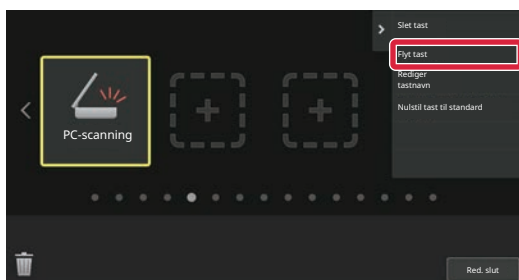 Slet tast
Flyt tast
Rediger
tastnavn
Nulstil tast til standard
PC-scanning
Red. slut